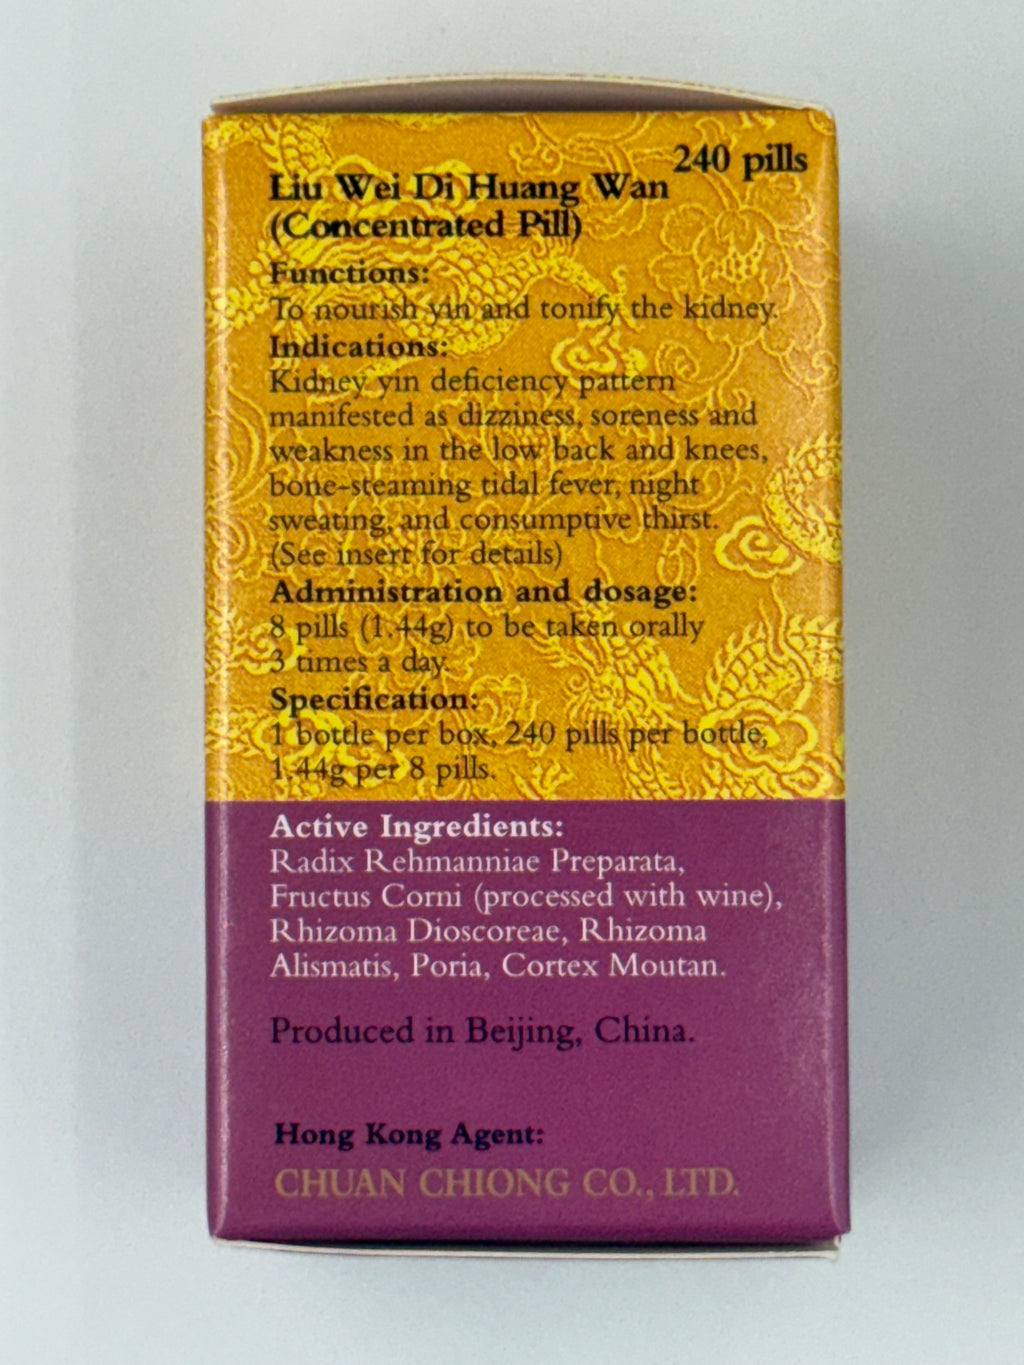 240 pills
Liu Wei Di Huang Wan
(Concentrated Pill)
Functions:
To nourish yin and tonify the kidney.
Indications:
Kidney yin deficiency pattern
manifested as dizziness, soreness and
weakness in the low back and knees,
bone-steaming tidal fever, night
sweating, and consumptive thirst.
(See insert for details)
Administration and dosage:
8 pills (1.44g) to be taken orally
3 times a day.
Specification:
1 bottle per box, 240 pills per bottle,
1.44g per 8 pills.
Active Ingredients:
Radix Rehmanniae Preparata,
Fructus Corni (processed with wine),
Rhizoma Dioscoreae, Rhizoma
Alismatis, Poria, Cortex Moutan.
Produced in Beijing, China.
Hong Kong Agent:
CHUAN CHIONG CO., LTD.